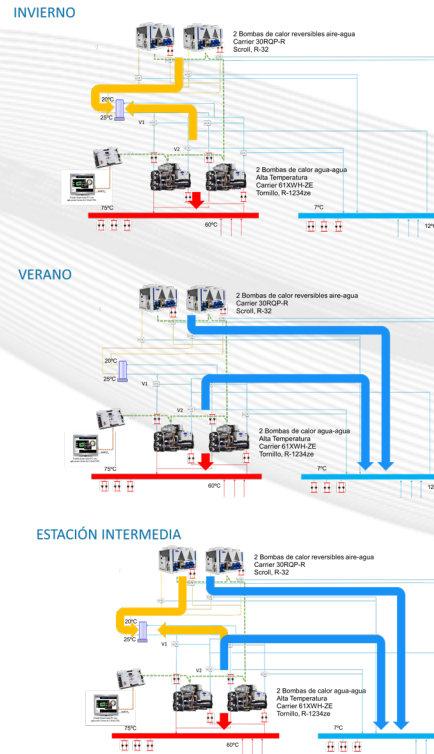 INVIERNO
2 Bombas de calor reversibles aire-agua
Carrier 30RQP-R
Scroll, R-32
20ºC
25ºC
V1
V2
2 Bombas de calor agua-agua
Alta Temperatura
Carrier 61XWH-ZE
Tornillo, R-1234ze
75ºC
60ºC
7ºC
12º
VERANO
2 Bombas de calor reversibles aire-agua
Carrier 30RQP-R
Scroll, R-32
20ºC
25ºC
V1
V2
2 Bombas de calor agua-agua
Alta Temperatura
Carrier 61XWH-ZE
Tornillo, R-1234ze
75ºC
60ºC
7ºC
12
ESTACIÓN INTERMEDIA
2 Bombas de calor reversibles aire-agua
Carrier 30RQP-R
Scroll, R-32
20ºC
25ºC
V1
V2
2 Bombas de calor agua-agua
Alta Temperatura
Carrier 61XWH-ZE
Tornillo, R-1234ze
75ºC
60ºC
7ºC